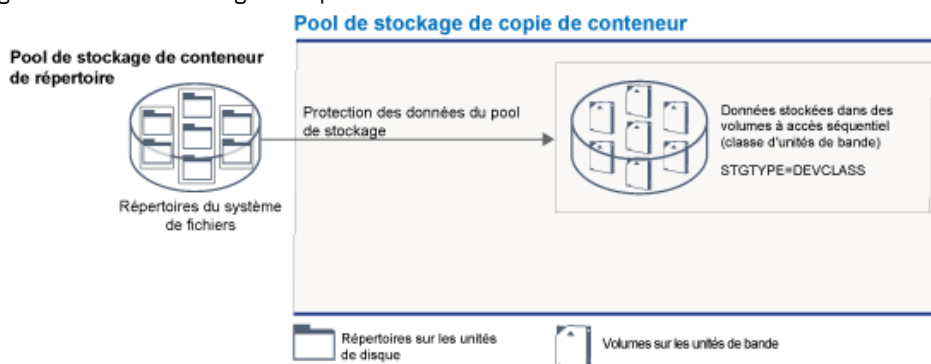 Pool de stockage de copie de conteneur
Pool de stockage de conteneur
de répertoire
Protection des données du pool
de stockage
Données stockées dans des
volumes à accès séquentiel
(classe d'unités de bande)
STGTYPE=DEVCLASS
Répertoires du système
de fichiers
Répertoires sur les unités
de disque
Volumes sur les unités de bande